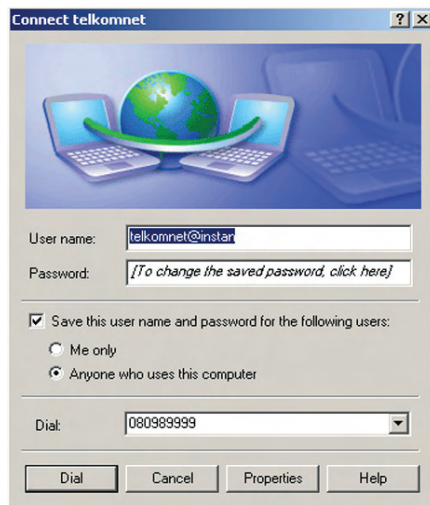 Connect telkomnet
User name: telkomnet@instan
Password: [To change the saved password, click here]
Save this user name and password for the following users:
Me only
Anyone who uses this computer
Dial: 080989999
Dial Cancel Properties Help